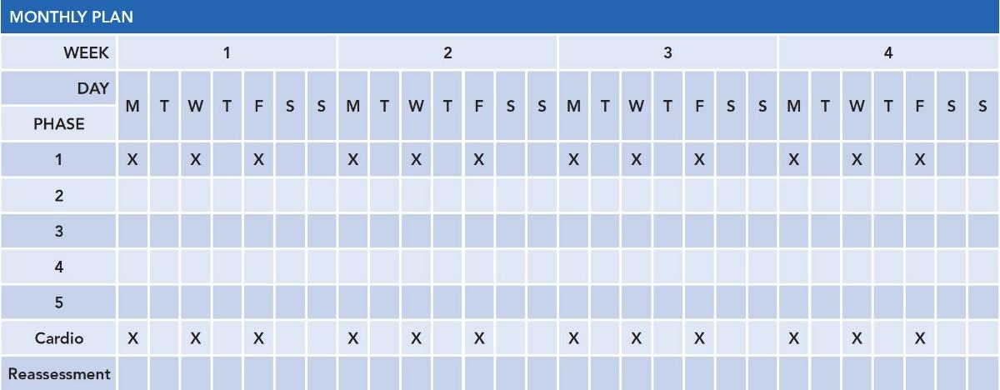 MONTHLY PLAN
WEEK 1 2 3 4
DAY
M T W T F S S M T W T F S S M T W T F S S M T W T F S S
PHASE
1 X X X X X X X X X X X X
2
3
4
5
Cardio X X X X X X X X X X X X
Reassessment